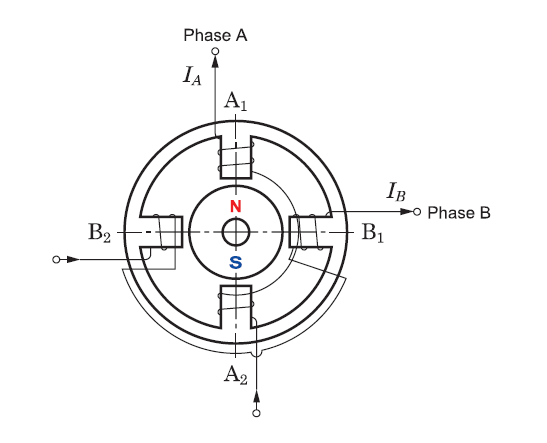 Phase A
I_A
A₁
N
I_B
Phase B
B₂
B₁
S
A₂